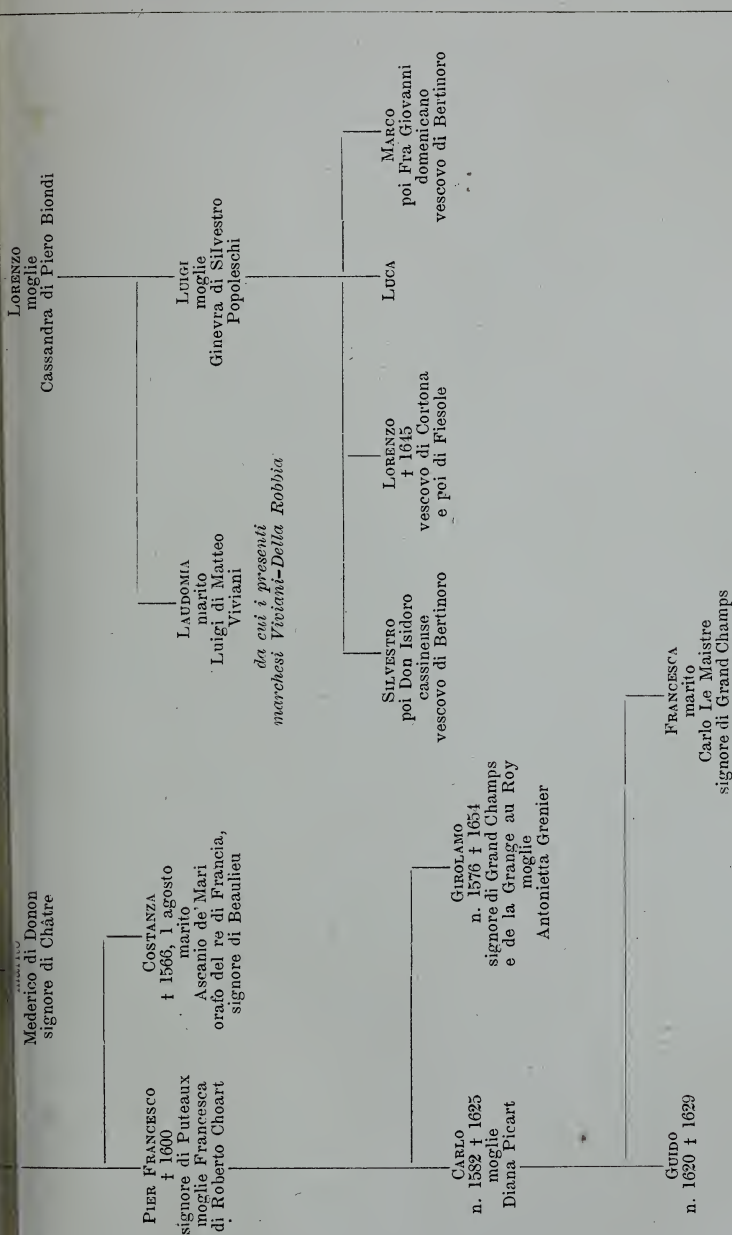 Mederico di Donon
signore di Châtre
LORENZO
moglie
Cassandra di Piero Biondi
PIER FRANCESCO
† 1600
signore di Puteaux
moglie Francesca
di Roberto Choart
COSTANZA
† 1566, 1 agosto
marito
Ascanio de' Mari
orafo del re di Francia,
signore di Beaulieu
LAUDOMIA
marito
Luigi di Matteo
Viviani
da cui i presenti
marchesi Viviani-Della Robbia
LUIGI
moglie
Ginevra di Silvestro
Popoleschi
CARLO
n. 1582 † 1625
moglie
Diana Picart
GIROLAMO
n. 1576 † 1654
signore di Grand Champs
e de la Grange au Roy
moglie
Antonietta Grenier
SILVESTRO
poi Don Isidoro
cassinense
vescovo di Bertinoro
LORENZO
† 1645
vescovo di Cortona
e poi di Fiesole
LUCA
MARCO
poi Fra Giovanni
domenicano
vescovo di Bertinoro
GUIDO
n. 1620 † 1629
FRANCESCA
marito
Carlo Le Maistre
signore di Grand Champs